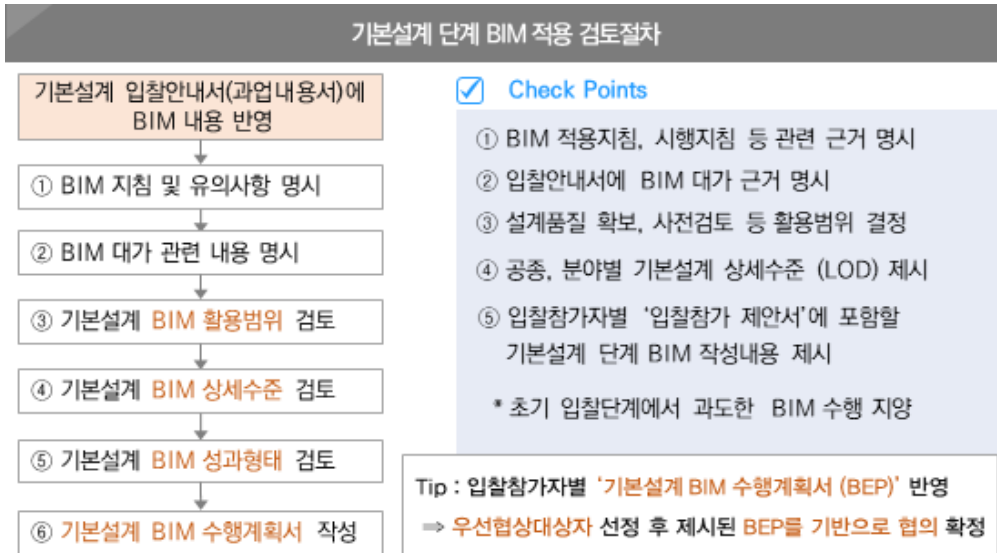 기본설계 단계 BIM 적용 검토절차
기본설계 입찰안내서(과업내용서)에
BIM 내용 반영
① BIM 지침 및 유의사항 명시
② BIM 대가 관련 내용 명시
③ 기본설계 BIM 활용범위 검토
④ 기본설계 BIM 상세수준 검토
⑤ 기본설계 BIM 성과형태 검토
⑥ 기본설계 BIM 수행계획서 작성
Check Points
① BIM 적용지침, 시행지침 등 관련 근거 명시
② 입찰안내서에 BIM 대가 근거 명시
③ 설계품질 확보, 사전검토 등 활용범위 결정
④ 공종, 분야별 기본설계 상세수준 (LOD) 제시
⑤ 입찰참가자별 ‘입찰참가 제안서’에 포함할
기본설계 단계 BIM 작성내용 제시
* 초기 입찰단계에서 과도한 BIM 수행 지양
Tip : 입찰참가자별 ‘기본설계 BIM 수행계획서 (BEP)’ 반영
⇒ 우선협상대상자 선정 후 제시된 BEP를 기반으로 협의 확정